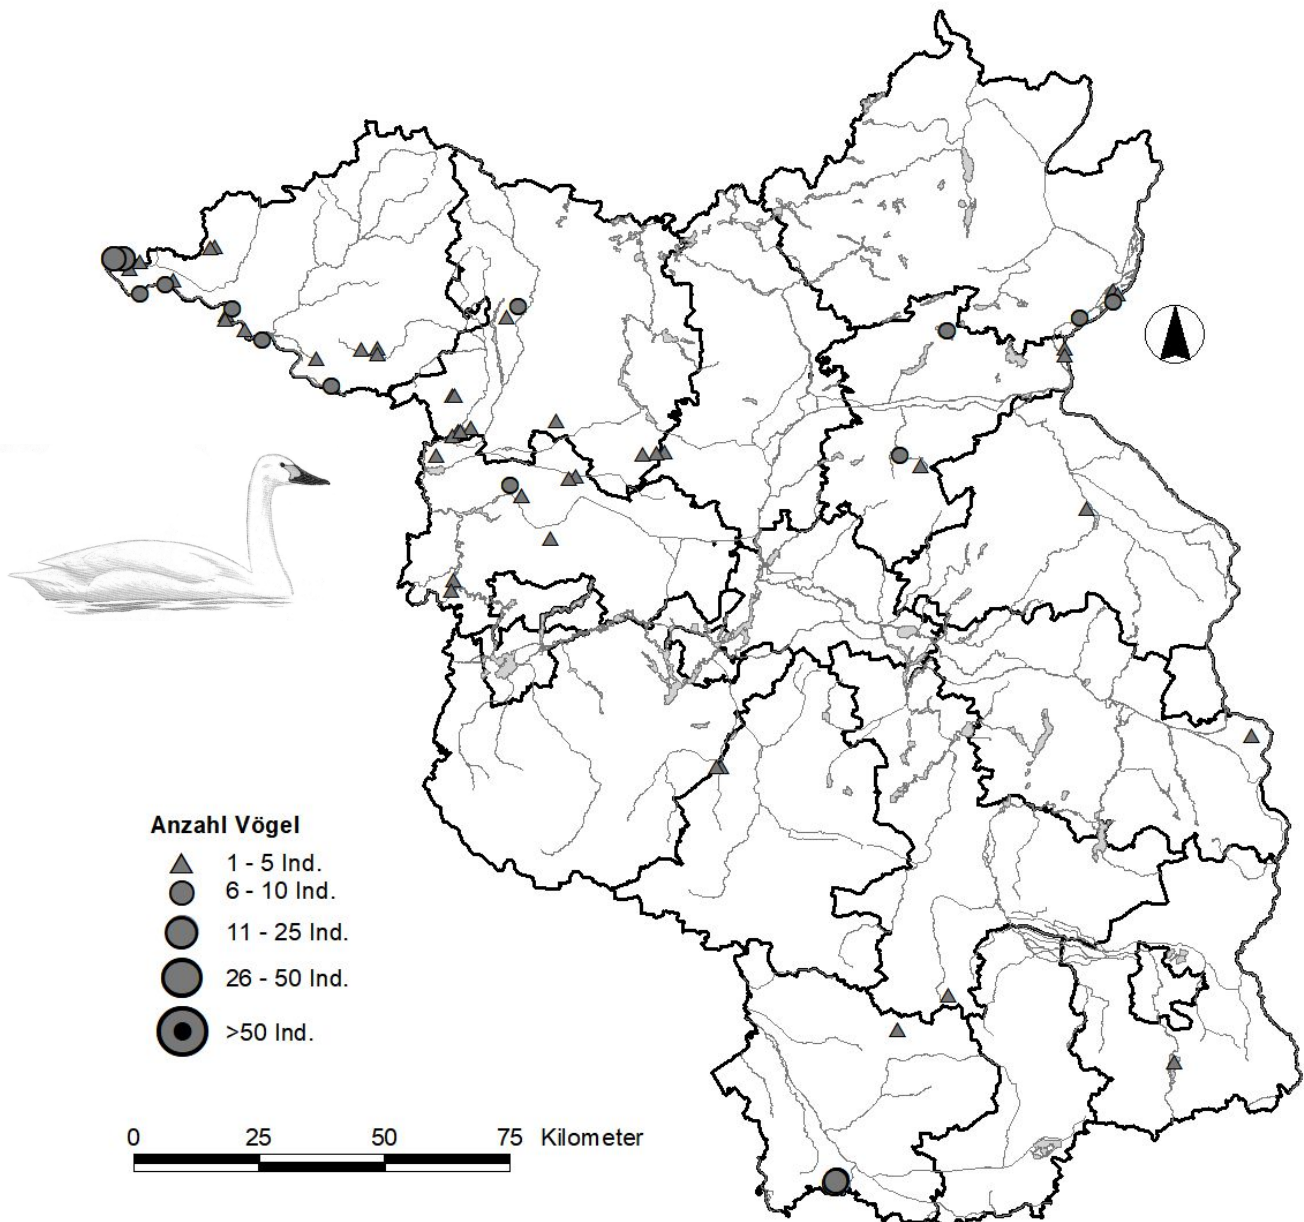 Anzahl Vögel
1 - 5 Ind.
6 - 10 Ind.
11 - 25 Ind.
26 - 50 Ind.
>50 Ind.
0 25 50 75 Kilometer